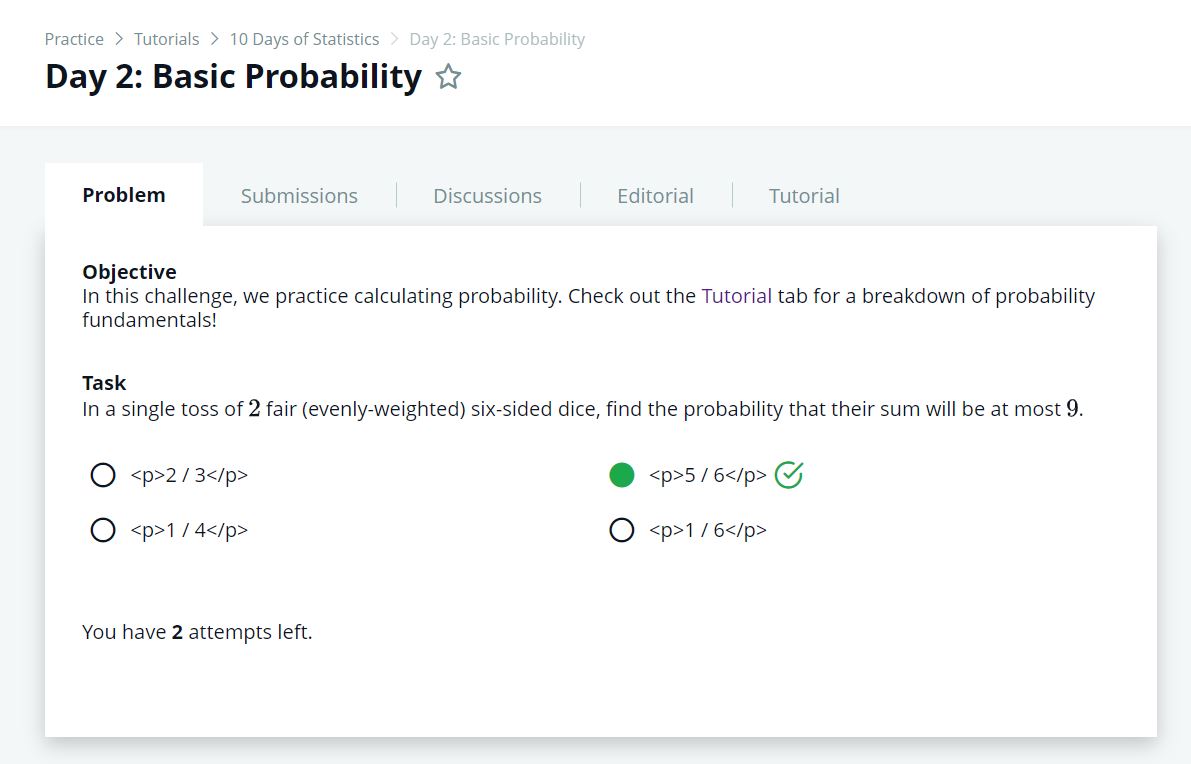 Practice > Tutorials > 10 Days of Statistics > Day 2: Basic Probability
Day 2: Basic Probability
Problem Submissions Discussions Editorial Tutorial
Objective
In this challenge, we practice calculating probability. Check out the Tutorial tab for a breakdown of probability
fundamentals!
Task
In a single toss of 2 fair (evenly-weighted) six-sided dice, find the probability that their sum will be at most 9.
<p>2 / 3</p> <p>5 / 6</p>
<p>1 / 4</p> <p>1 / 6</p>
You have 2 attempts left.